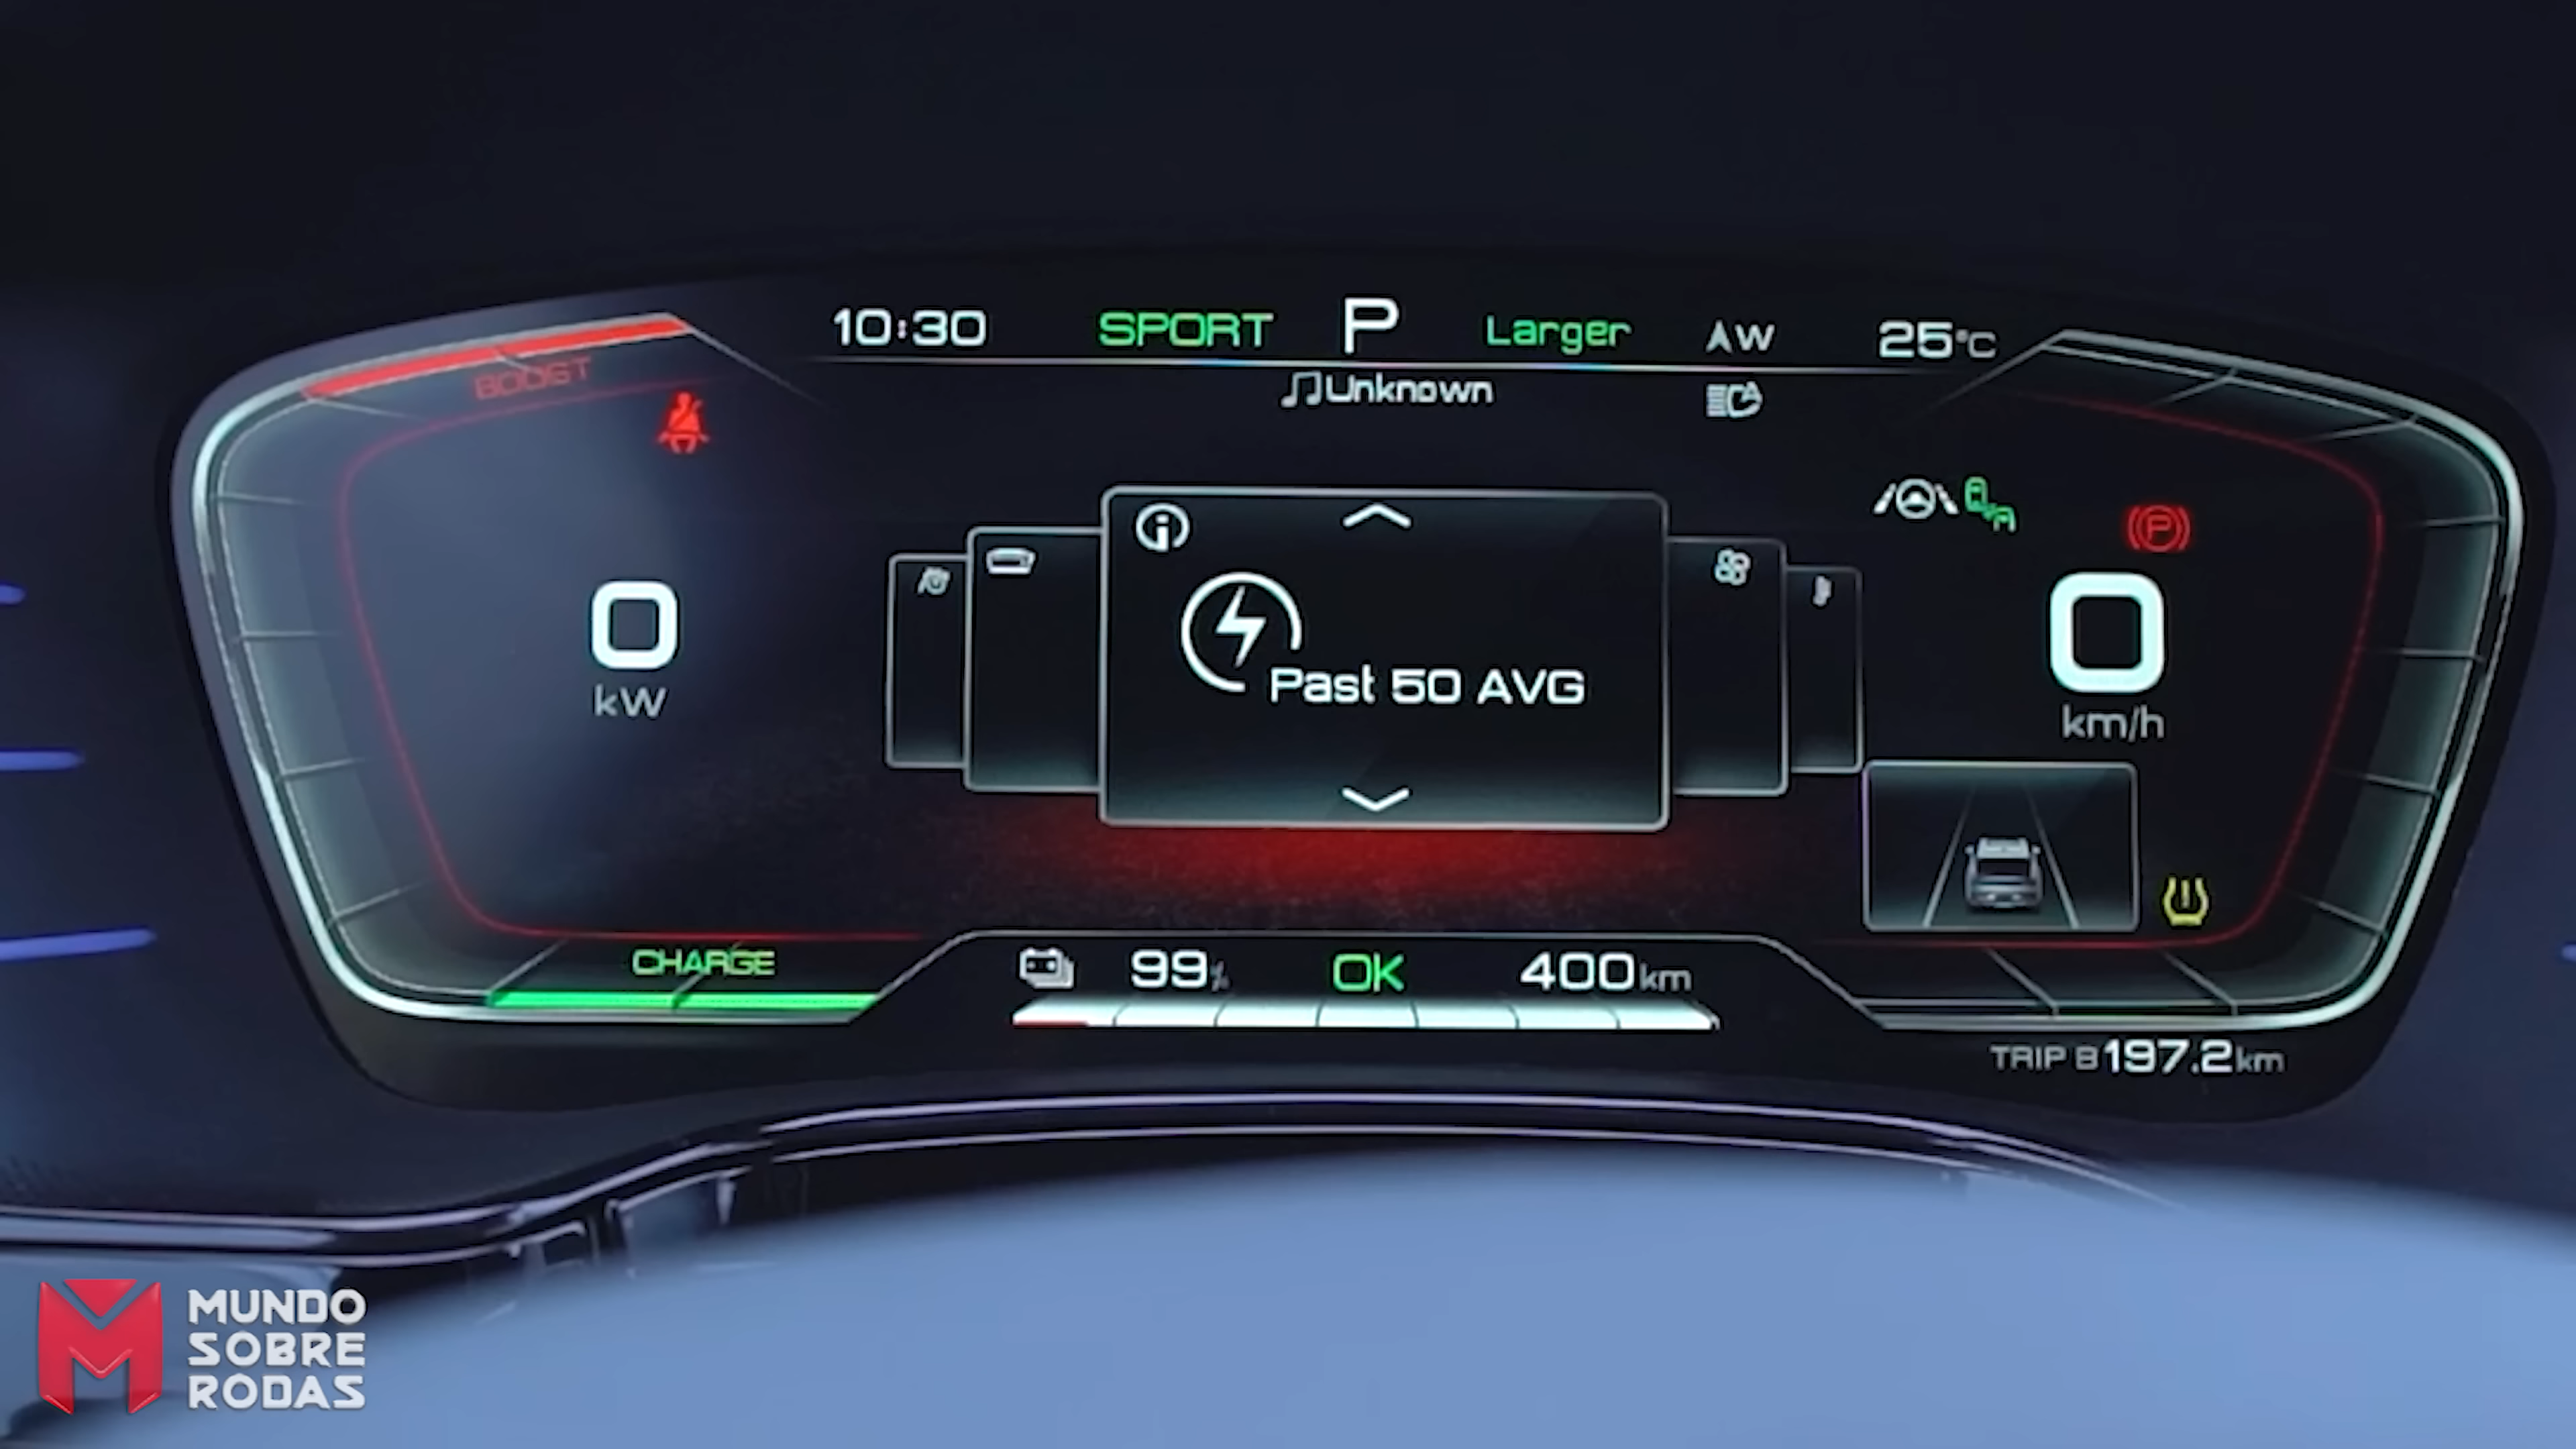 10:30 SPORT P Larger W 25°C
Unknown
BOOST
Past 50 AVG
0
kW
0
km/h
CHARGE
99% OK 400km
TRIP B 197.2km
MUNDO
SOBRE
RODAS